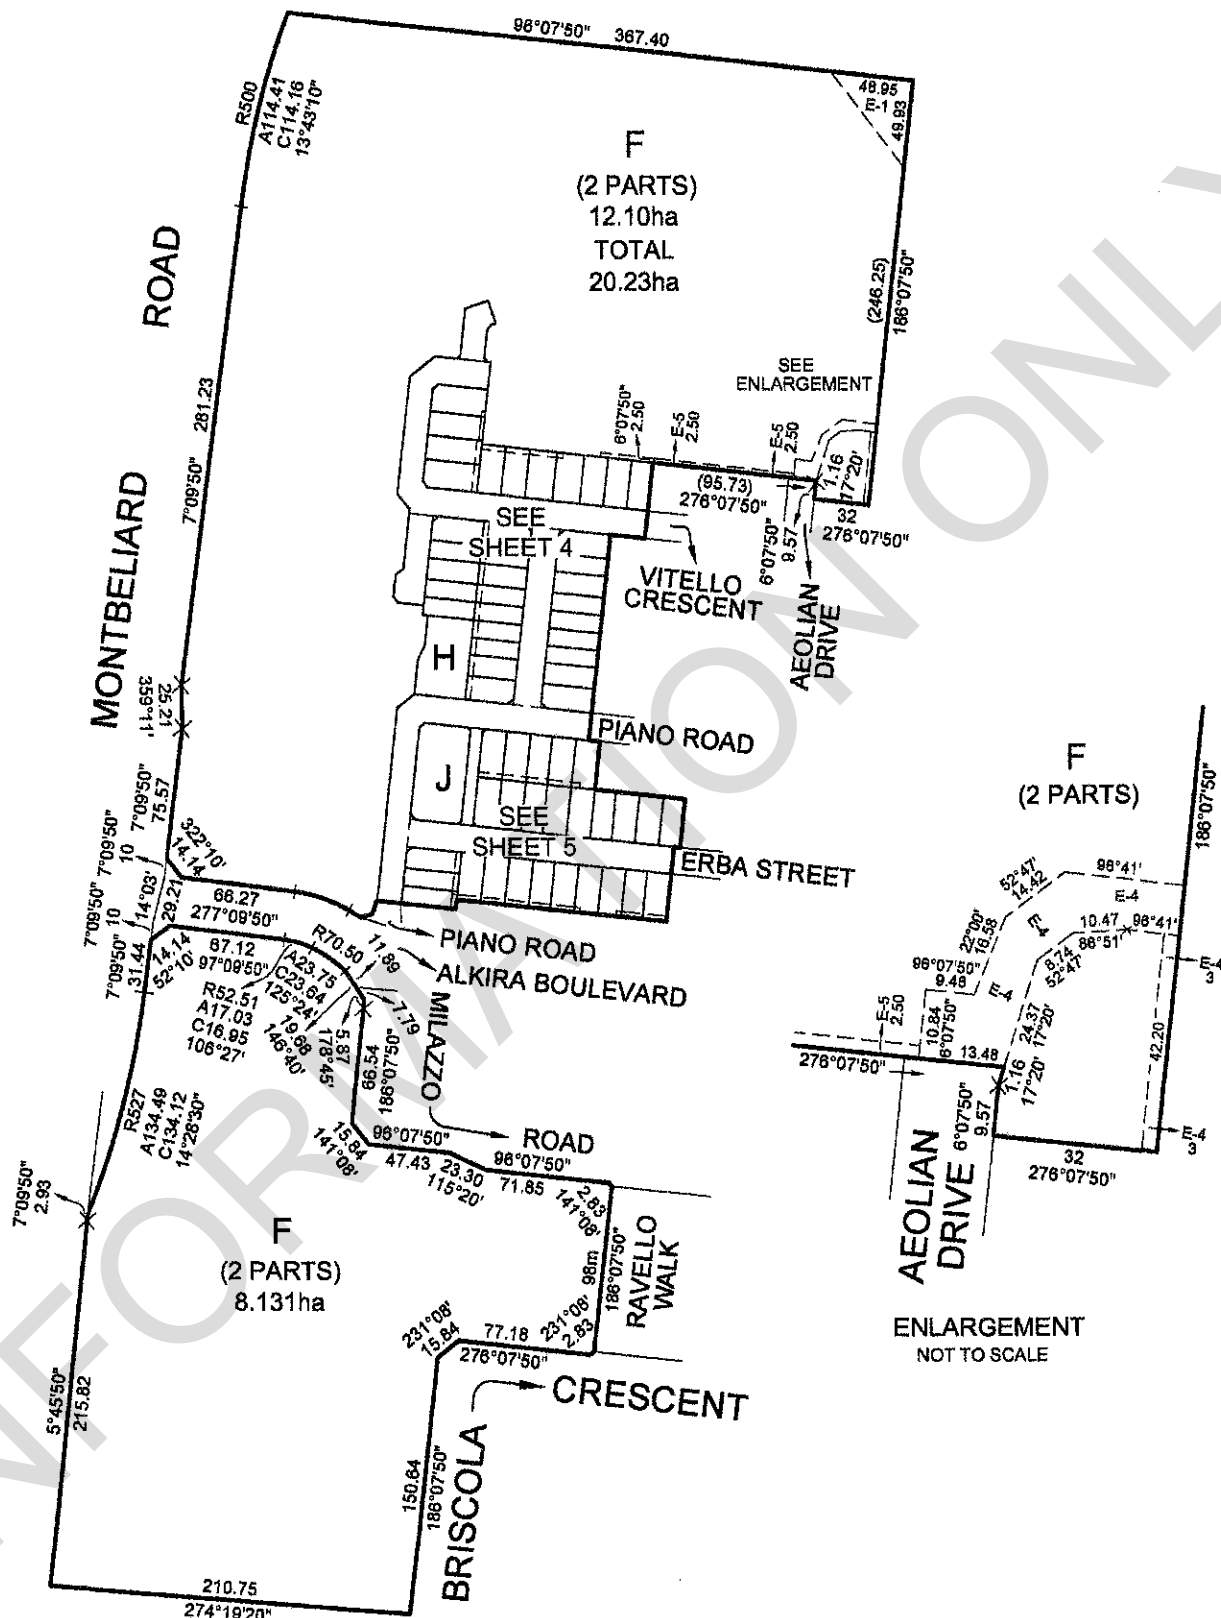 96°07'50" 367.40
R500
A114.41
C114.16
13°43'10"
48.95
E-1
49.93
F
(2 PARTS)
12.10ha
TOTAL
20.23ha
(246.25)
186°07'50"
MONTBELIARD ROAD
281.23
7°09'50"
SEE
ENLARGEMENT
6°07'50"
2.50
E-5
2.50
E-5
2.50
1.16
17°20'
(95.73)
276°07'50"
6°07'50"
9.57
32
276°07'50"
SEE
SHEET 4
VITELLO
CRESCENT
AEOLIAN
DRIVE
H
25.21
359°11'
PIANO ROAD
J
7°09'50"
75.57
SEE
SHEET 5
ERBA STREET
322°10'
14.14
7°09'50"
10
14°03'
29.21
7°09'50"
10
66.27
277°09'50"
PIANO ROAD
ALKIRA BOULEVARD
R70.50
11.89
14.14
52°10'
67.12
97°09'50"
A23.75
C23.64
125°24'
7°09'50"
31.44
R52.51
A17.03
C16.95
106°27'
19.68
146°40'
5.87
178°45'
7.79
MILAZZO
ROAD
66.54
186°07'50"
R527
A134.49
C134.12
14°28'30"
15.84
141°08'
96°07'50"
47.43
23.30
115°20'
96°07'50"
71.85
2.83
141°08'
7°09'50"
2.93
F
(2 PARTS)
8.131ha
98m
186°07'50"
RAVELLO
WALK
231°08'
15.84
77.18
276°07'50"
231°08'
2.83
BRISCOLA
CRESCENT
5°45'50"
215.82
150.64
186°07'50"
210.75
274°19'20"
F
(2 PARTS)
186°07'50"
96°41'
52°47'
14.42
E-4
E-4
10.47
96°41'
86°51'
22°00'
16.58
8.74
52°47'
96°07'50"
9.48
E-4
E-4
3
E-5
2.50
10.84
6°07'50"
24.37
17°20'
42.20
276°07'50"
13.48
1.16
17°20'
6°07'50"
9.57
E-4
3
32
276°07'50"
AEOLIAN
DRIVE
ENLARGEMENT
NOT TO SCALE
INFORMATION ONLY